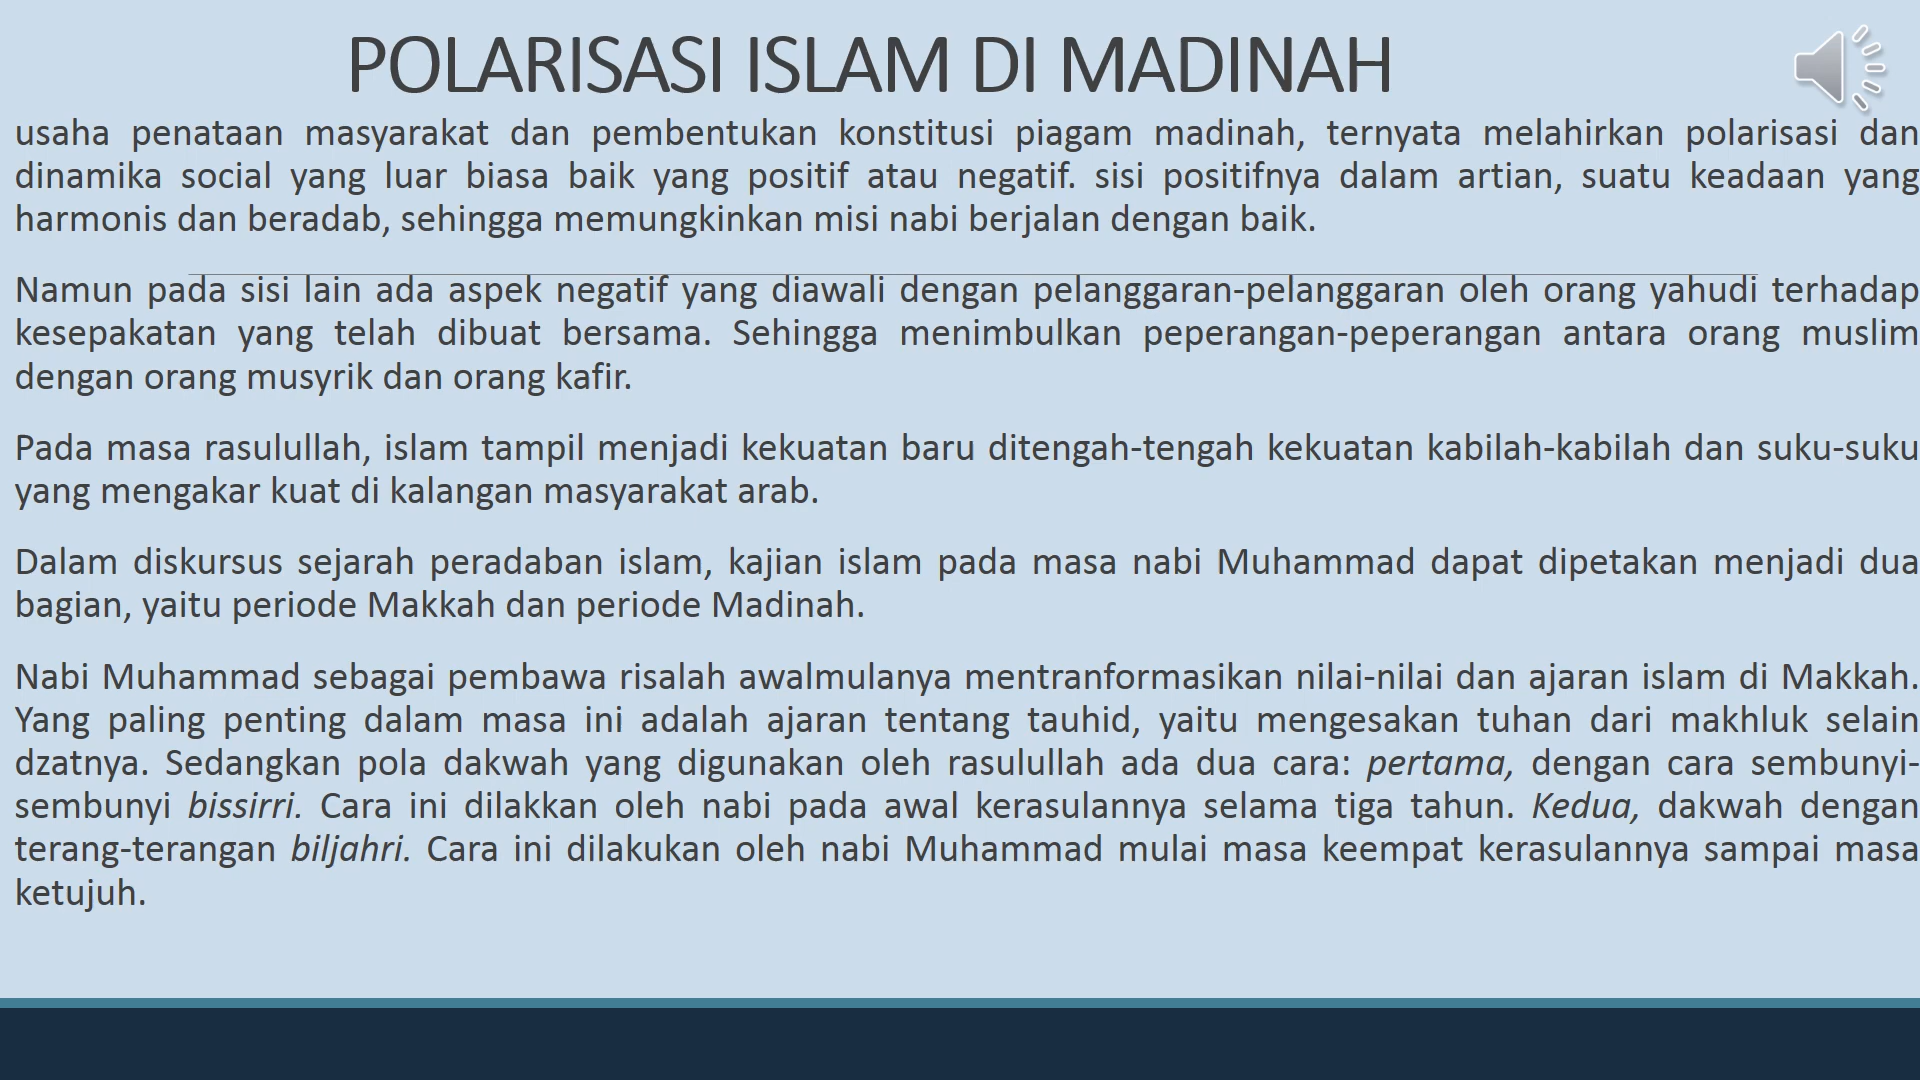 POLARISASI ISLAM DI MADINAH
usaha penataan masyarakat dan pembentukan konstitusi piagam madinah, ternyata melahirkan polarisasi dan
dinamika social yang luar biasa baik yang positif atau negatif. sisi positifnya dalam artian, suatu keadaan yang
harmonis dan beradab, sehingga memungkinkan misi nabi berjalan dengan baik.
Namun pada sisi lain ada aspek negatif yang diawali dengan pelanggaran-pelanggaran oleh orang yahudi terhadap
kesepakatan yang telah dibuat bersama. Sehingga menimbulkan peperangan-peperangan antara orang muslim
dengan orang musyrik dan orang kafir.
Pada masa rasulullah, islam tampil menjadi kekuatan baru ditengah-tengah kekuatan kabilah-kabilah dan suku-suku
yang mengakar kuat di kalangan masyarakat arab.
Dalam diskursus sejarah peradaban islam, kajian islam pada masa nabi Muhammad dapat dipetakan menjadi dua
bagian, yaitu periode Makkah dan periode Madinah.
Nabi Muhammad sebagai pembawa risalah awalmulanya mentranformasikan nilai-nilai dan ajaran islam di Makkah.
Yang paling penting dalam masa ini adalah ajaran tentang tauhid, yaitu mengesakan tuhan dari makhluk selain
dzatnya. Sedangkan pola dakwah yang digunakan oleh rasulullah ada dua cara: pertama, dengan cara sembunyi-
sembunyi bissirri. Cara ini dilakkan oleh nabi pada awal kerasulannya selama tiga tahun. Kedua, dakwah dengan
terang-terangan biljahri. Cara ini dilakukan oleh nabi Muhammad mulai masa keempat kerasulannya sampai masa
ketujuh.